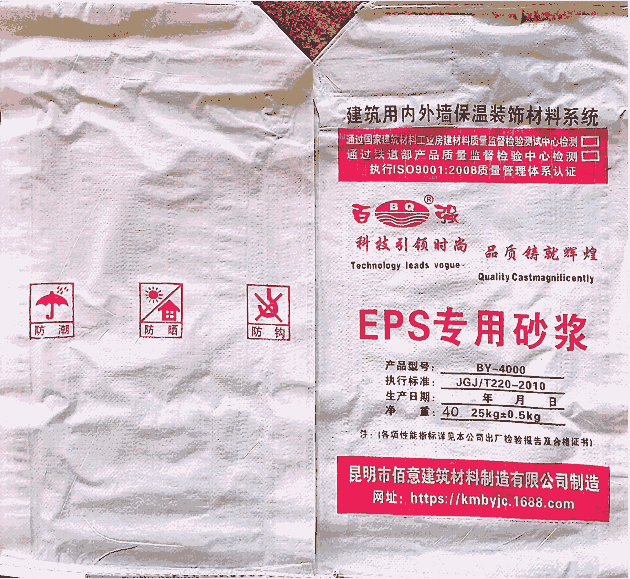 建筑用内外墙保温装饰材料系统
通过国家建筑材料工业房建材料质量监督检验测试中心检测
通过铁道部产品质量监督检验中心检测
执行ISO9001:2008质量管理体系认证
百 BQ® 强
科技引领时尚 品质铸就辉煌
Technology leads vogue·
Quality Castmagnificently
防潮 防晒 防钩
EPS专用砂浆
产品型号: BY-4000
执行标准: JGJ/T220-2010
生产日期: 年 月 日
净 重: 40 25kg±0.5kg
注:(各项性能指标详见本公司出厂检验报告及合格证书)
昆明市佰意建筑材料制造有限公司制造
网址: https://kmbyjc.1688.com